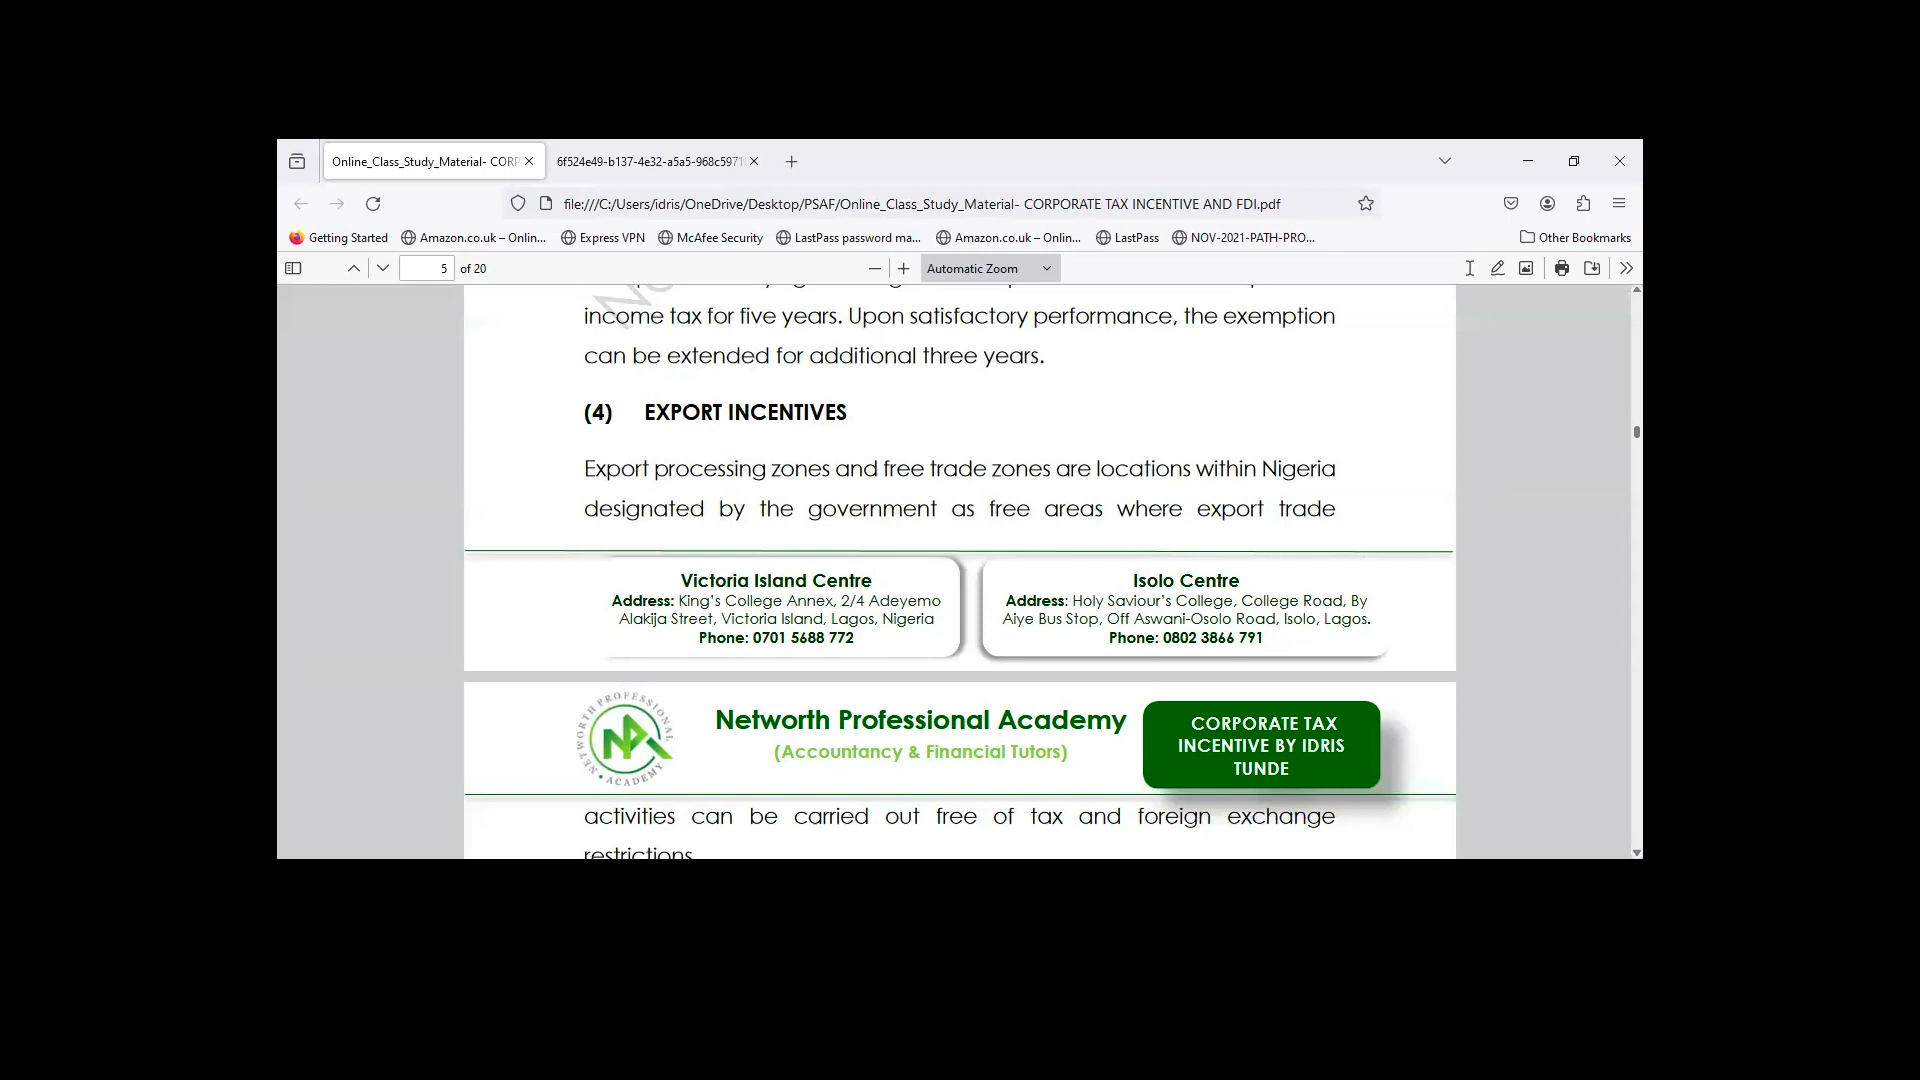 Online_Class_Study_Material- CORP
6f524e49-b137-4e32-a5a5-968c5971
file:///C:/Users/idris/OneDrive/Desktop/PSAF/Online_Class_Study_Material- CORPORATE TAX INCENTIVE AND FDI.pdf
Getting Started Amazon.co.uk – Onlin... Express VPN McAfee Security LastPass password ma... Amazon.co.uk – Onlin... LastPass NOV-2021-PATH-PRO... Other Bookmarks
5 of 20 Automatic Zoom
income tax for five years. Upon satisfactory performance, the exemption
can be extended for additional three years.
(4) EXPORT INCENTIVES
Export processing zones and free trade zones are locations within Nigeria
designated by the government as free areas where export trade
Victoria Island Centre
Address: King's College Annex, 2/4 Adeyemo
Alakija Street, Victoria Island, Lagos, Nigeria
Phone: 0701 5688 772
Isolo Centre
Address: Holy Saviour's College, College Road, By
Aiye Bus Stop, Off Aswani-Osolo Road, Isolo, Lagos.
Phone: 0802 3866 791
NETWORTH PROFESSIONAL ACADEMY
Networth Professional Academy
(Accountancy & Financial Tutors)
CORPORATE TAX
INCENTIVE BY IDRIS
TUNDE
activities can be carried out free of tax and foreign exchange
restrictions